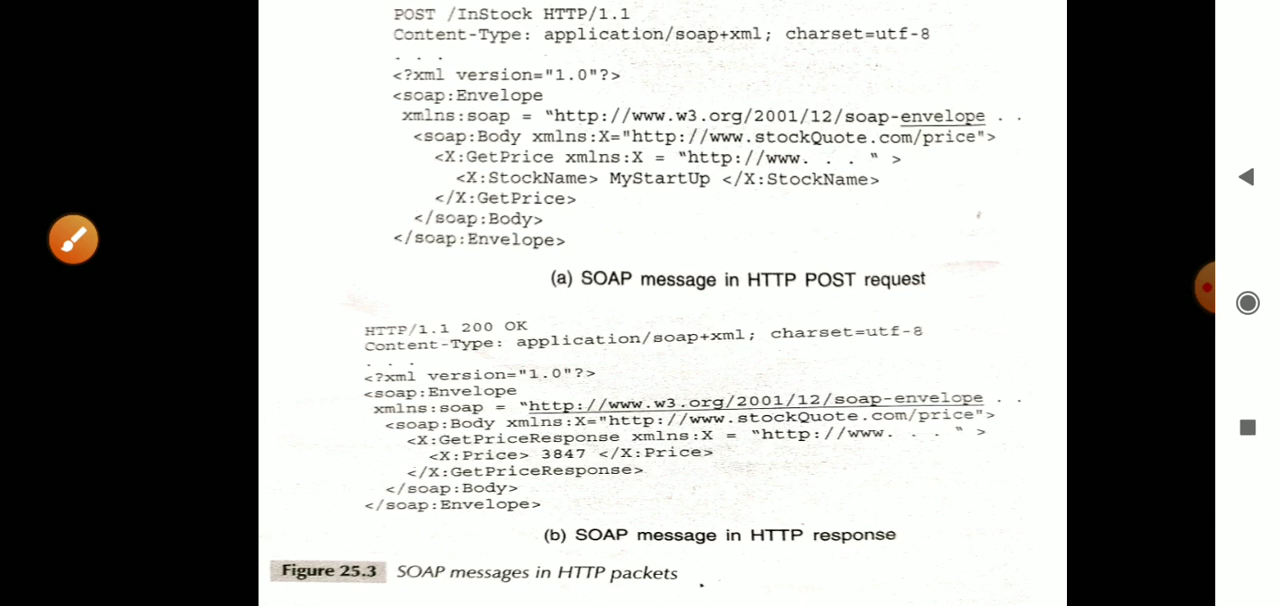 POST /InStock HTTP/1.1
Content-Type: application/soap+xml; charset=utf-8
. . .
<?xml version="1.0"?>
<soap:Envelope
xmlns:soap = "http://www.w3.org/2001/12/soap-envelope . .
<soap:Body xmlns:X="http://www.stockQuote.com/price">
<X:GetPrice xmlns:X = "http://www. . . " >
<X:StockName> MyStartUp </X:StockName>
</X:GetPrice>
</soap:Body>
</soap:Envelope>
(a) SOAP message in HTTP POST request
HTTP/1.1 200 OK
Content-Type: application/soap+xml; charset=utf-8
. . .
<?xml version="1.0"?>
<soap:Envelope
xmlns:soap = "http://www.w3.org/2001/12/soap-envelope . .
<soap:Body xmlns:X="http://www.stockQuote.com/price">
<X:GetPriceResponse xmlns:X = "http://www. . . " >
<X:Price> 3847 </X:Price>
</X:GetPriceResponse>
</soap:Body>
</soap:Envelope>
(b) SOAP message in HTTP response
Figure 25.3 SOAP messages in HTTP packets